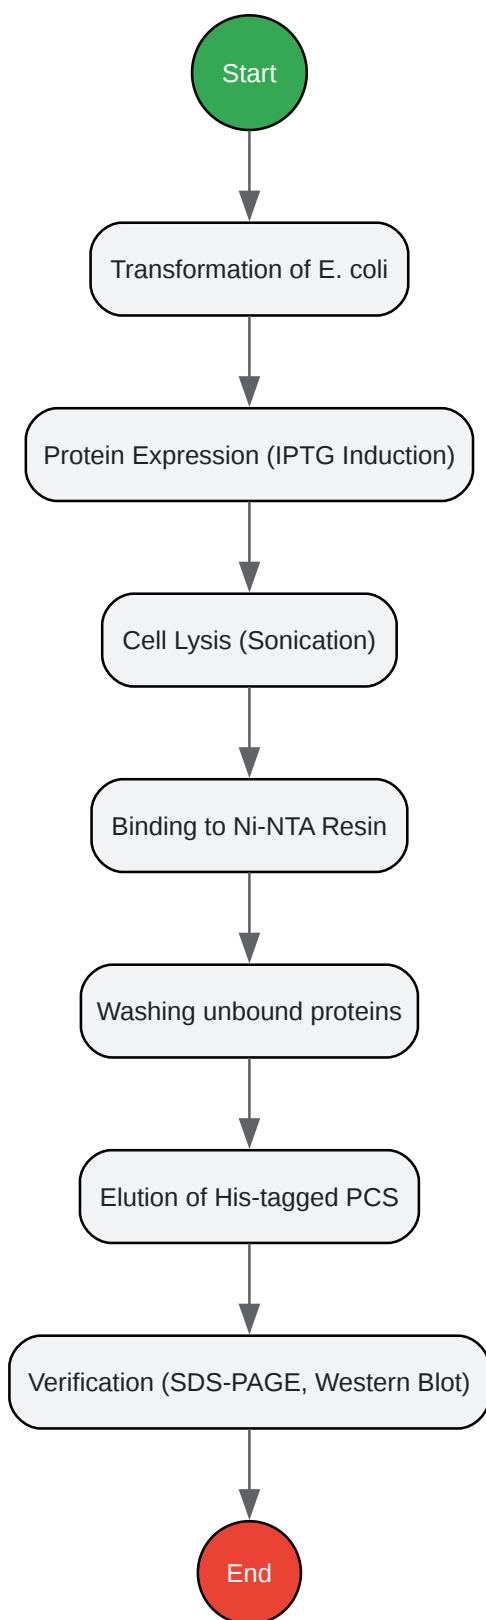 Start
Transformation of E. coli
Protein Expression (IPTG Induction)
Cell Lysis (Sonication)
Binding to Ni-NTA Resin
Washing unbound proteins
Elution of His-tagged PCS
Verification (SDS-PAGE, Western Blot)
End